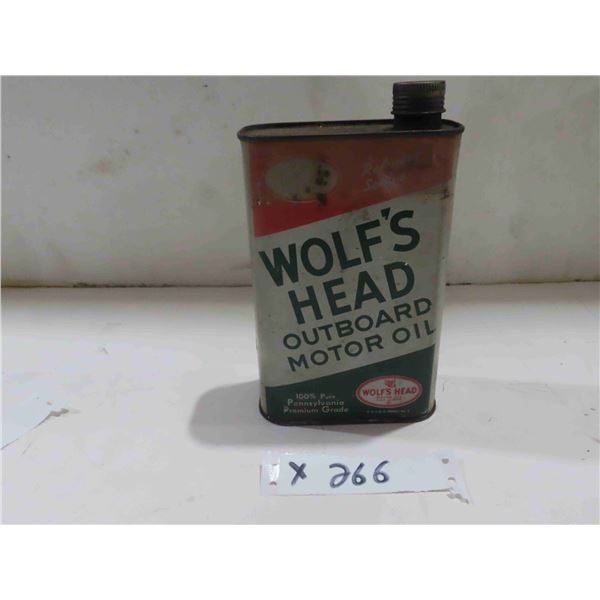 WOLF'S
HEAD
OUTBOARD
MOTOR OIL
100% Pure
Pennsylvania
Premium Grade
WOLF'S HEAD
X 266